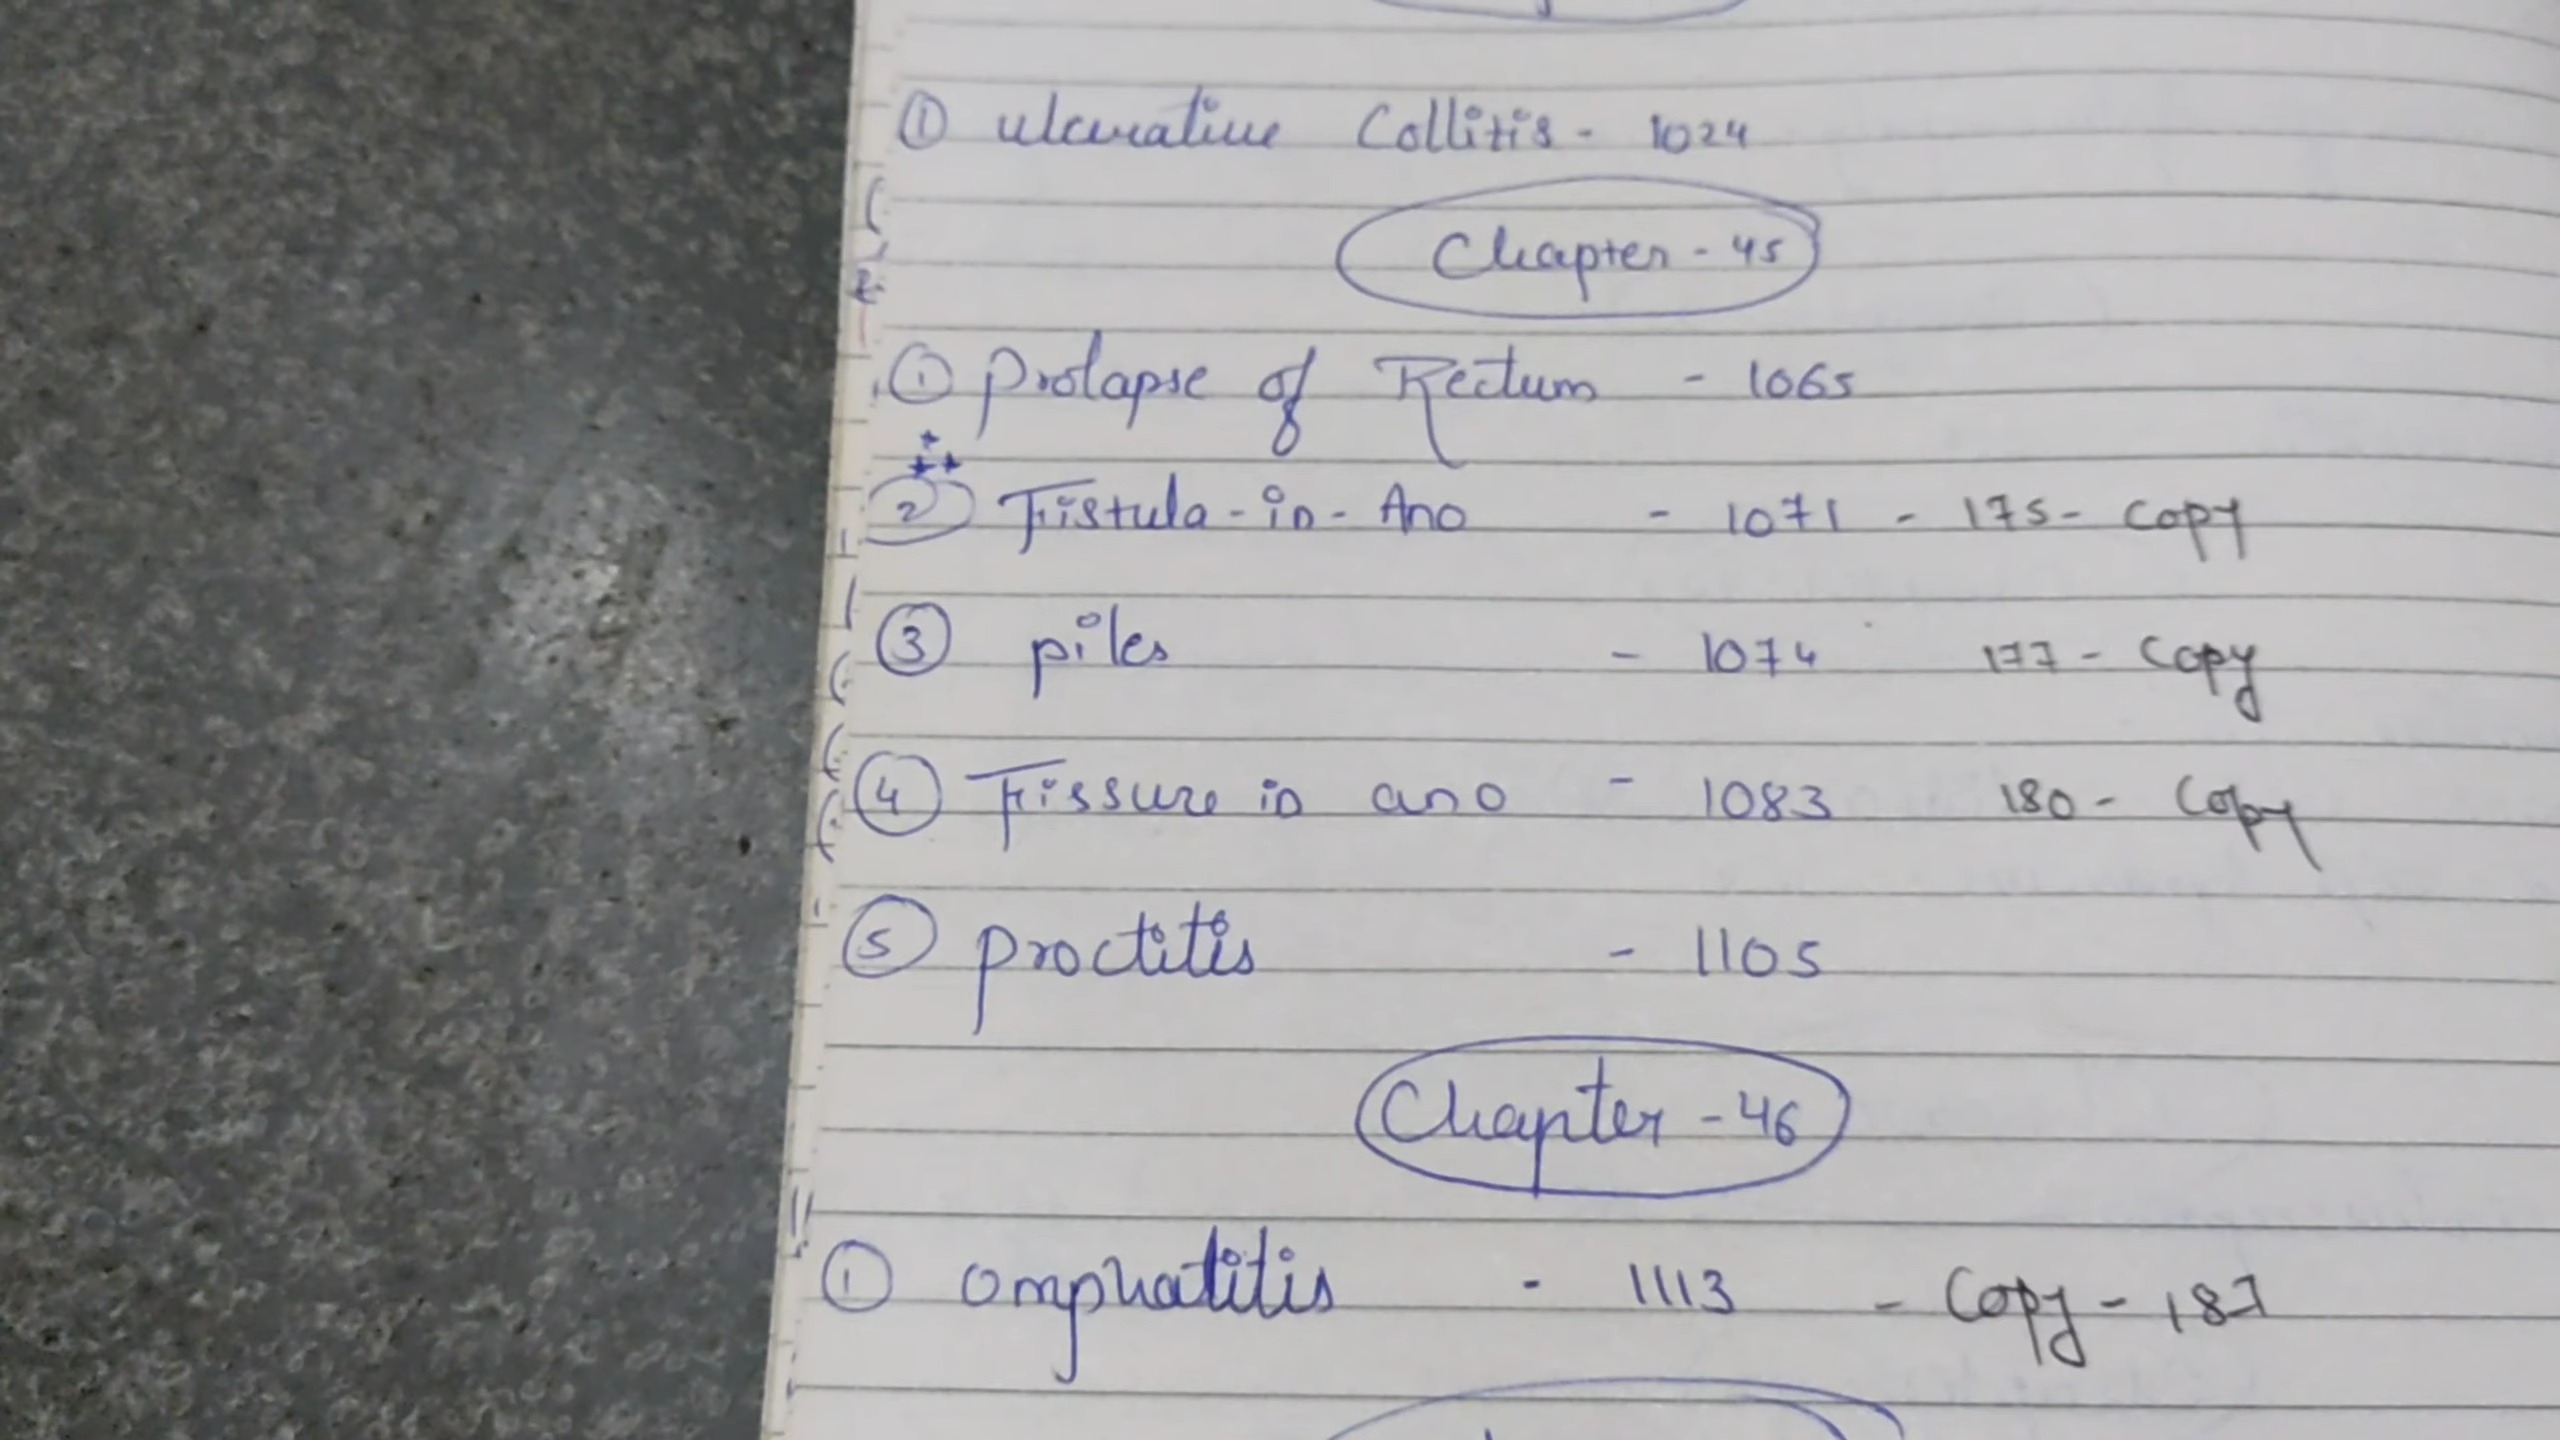 ① ulcerative Collitis - 1024
Chapter - 45
① Prolapse of Rectum - 1065
② Fistula-in-Ano - 1071 - 175 - Copy
③ piles - 1074 177 - Copy
④ Fissure in ano - 1083 180 - Copy
⑤ proctitis - 1105
Chapter - 46
① omphatitis - 1113 - Copy - 187